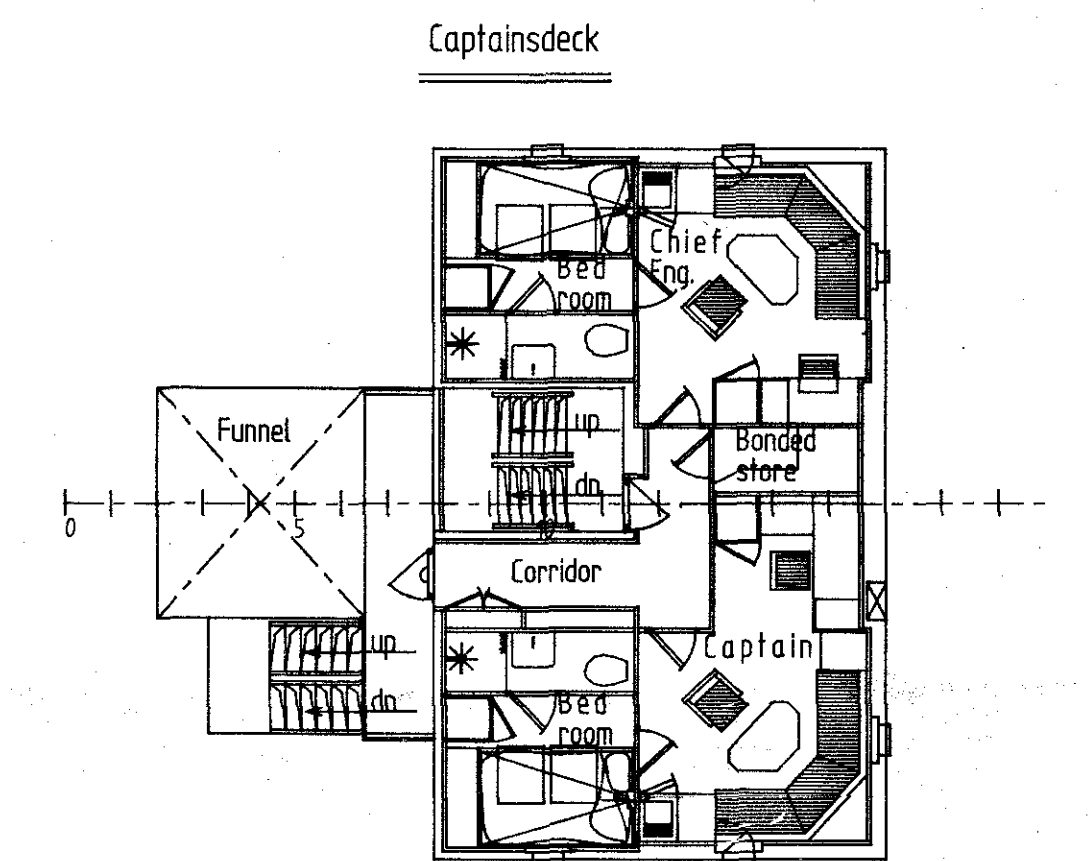 Captainsdeck
Chief
Eng.
Bed
room
Funnel
up
Bonded
store
dn
0
5
10
Corridor
up
Captain
dn
Bed
room